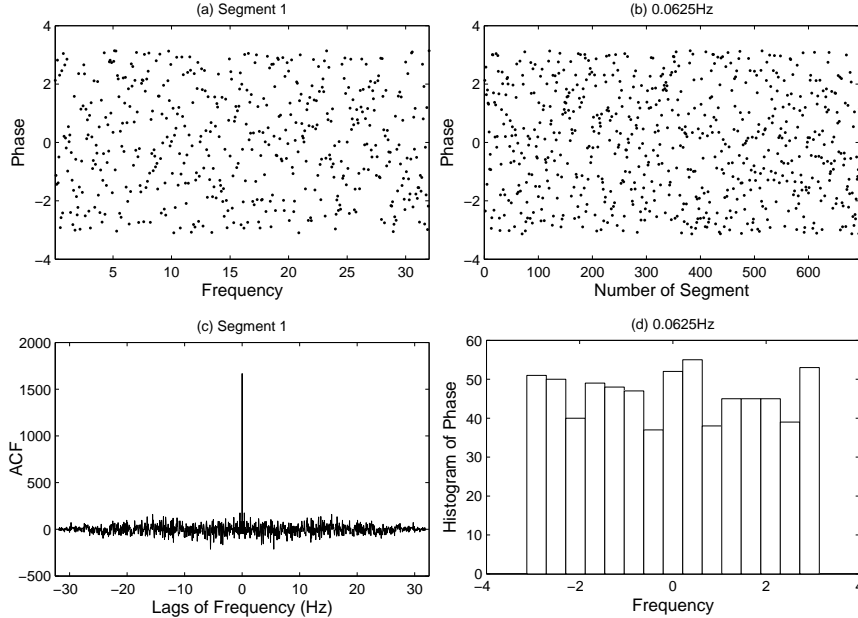 (a) Segment 1
4
2
0
−2
−4
Phase
5 10 15 20 25 30
Frequency
(b) 0.0625Hz
4
2
0
−2
−4
Phase
0 100 200 300 400 500 600
Number of Segment
(c) Segment 1
2000
1500
1000
500
0
−500
ACF
−30 −20 −10 0 10 20 30
Lags of Frequency (Hz)
(d) 0.0625Hz
60
50
40
30
20
10
0
Histogram of Phase
−4 −2 0 2 4
Frequency